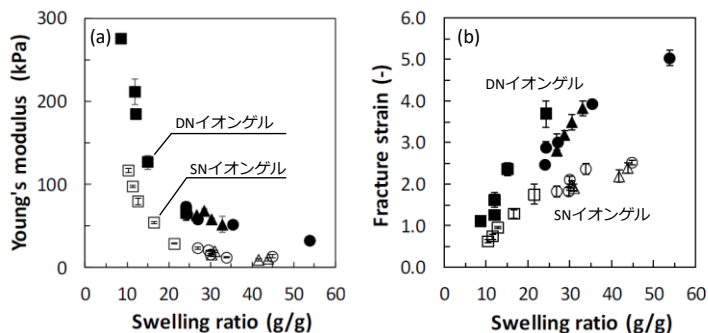 (a)
Young's modulus (kPa)
300
200
100
0
DNイオンゲル
SNイオンゲル
0 10 20 30 40 50 60
Swelling ratio (g/g)
(b)
Fracture strain (-)
6.0
5.0
4.0
3.0
2.0
1.0
0.0
DNイオンゲル
SNイオンゲル
0 10 20 30 40 50 60
Swelling ratio (g/g)